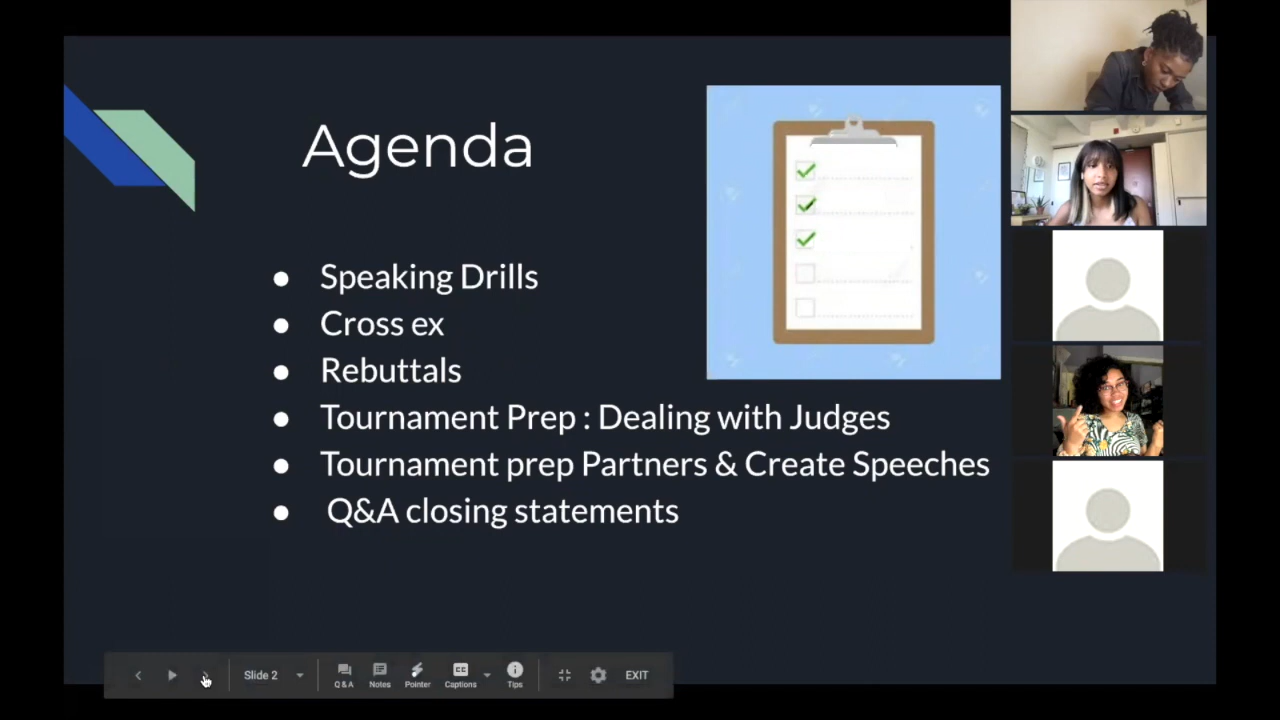 Agenda
● Speaking Drills
● Cross ex
● Rebuttals
● Tournament Prep : Dealing with Judges
● Tournament prep Partners & Create Speeches
● Q&A closing statements
Slide 2
Q & A
Notes
Pointer
CC
Captions
Tips
EXIT